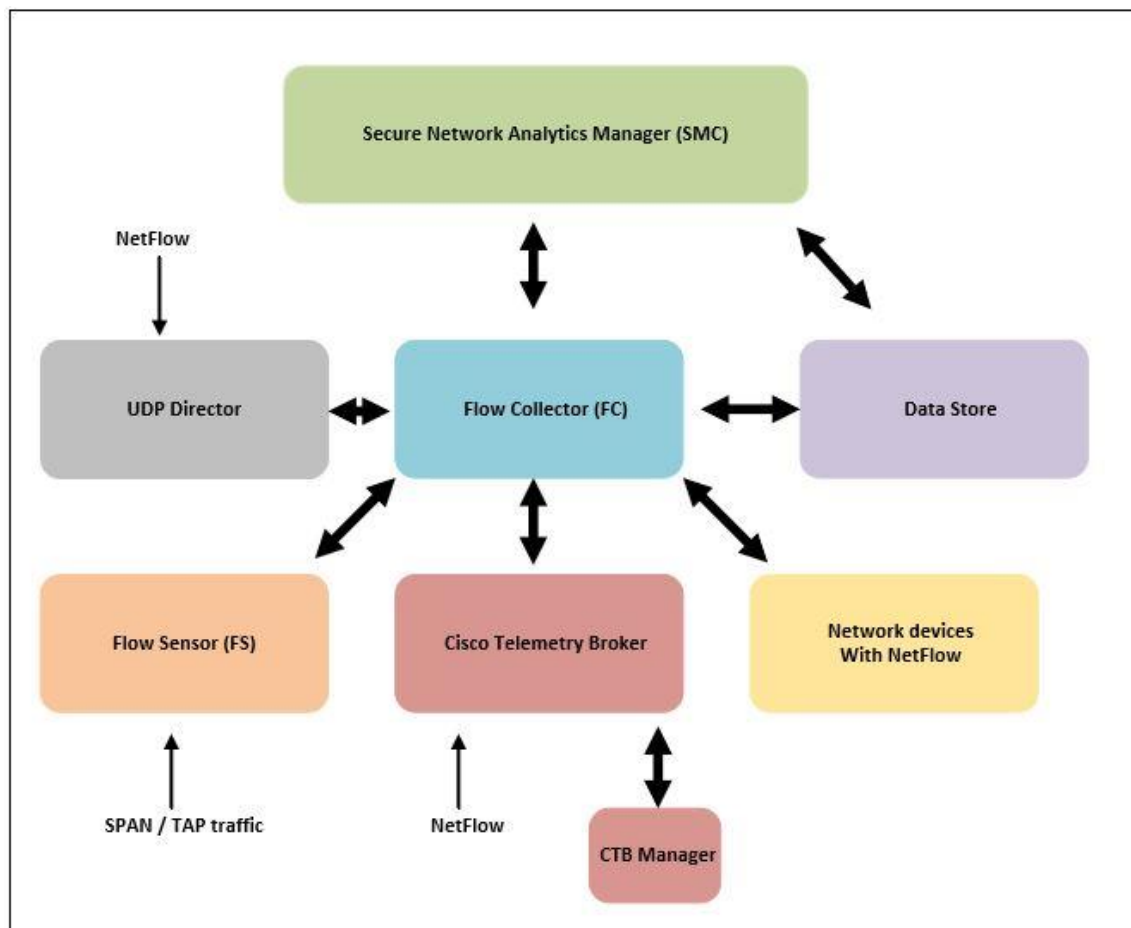 Secure Network Analytics Manager (SMC)
NetFlow
UDP Director
Flow Collector (FC)
Data Store
Flow Sensor (FS)
Cisco Telemetry Broker
Network devices
With NetFlow
SPAN / TAP traffic
NetFlow
CTB Manager